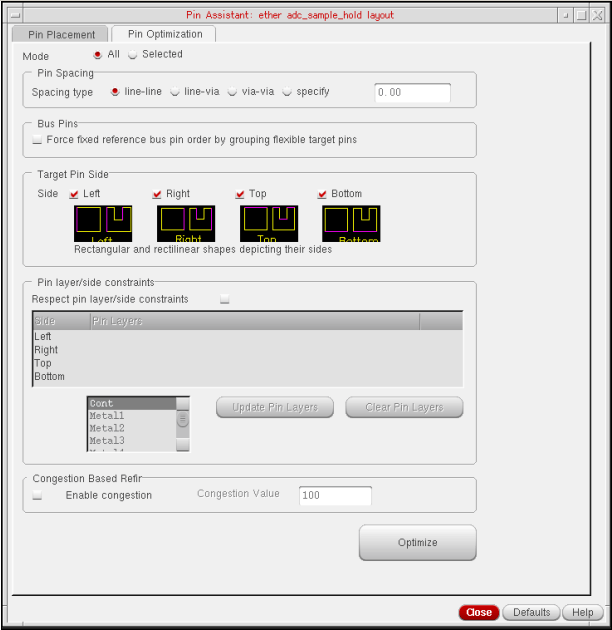 Pin Assistant: ether adc_sample_hold layout
Pin Placement Pin Optimization
Mode All Selected
Pin Spacing
Spacing type line-line line-via via-via specify 0.00
Bus Pins
Force fixed reference bus pin order by grouping flexible target pins
Target Pin Side
Side Left Right Top Bottom
Left Right Top Bottom
Rectangular and rectilinear shapes depicting their sides
Pin layer/side constraints
Respect pin layer/side constraints
Side Pin Layers
Left
Right
Top
Bottom
Cont
Metal1
Metal2
Metal3
Update Pin Layers Clear Pin Layers
Congestion Based Refir
Enable congestion Congestion Value 100
Optimize
Close Defaults Help